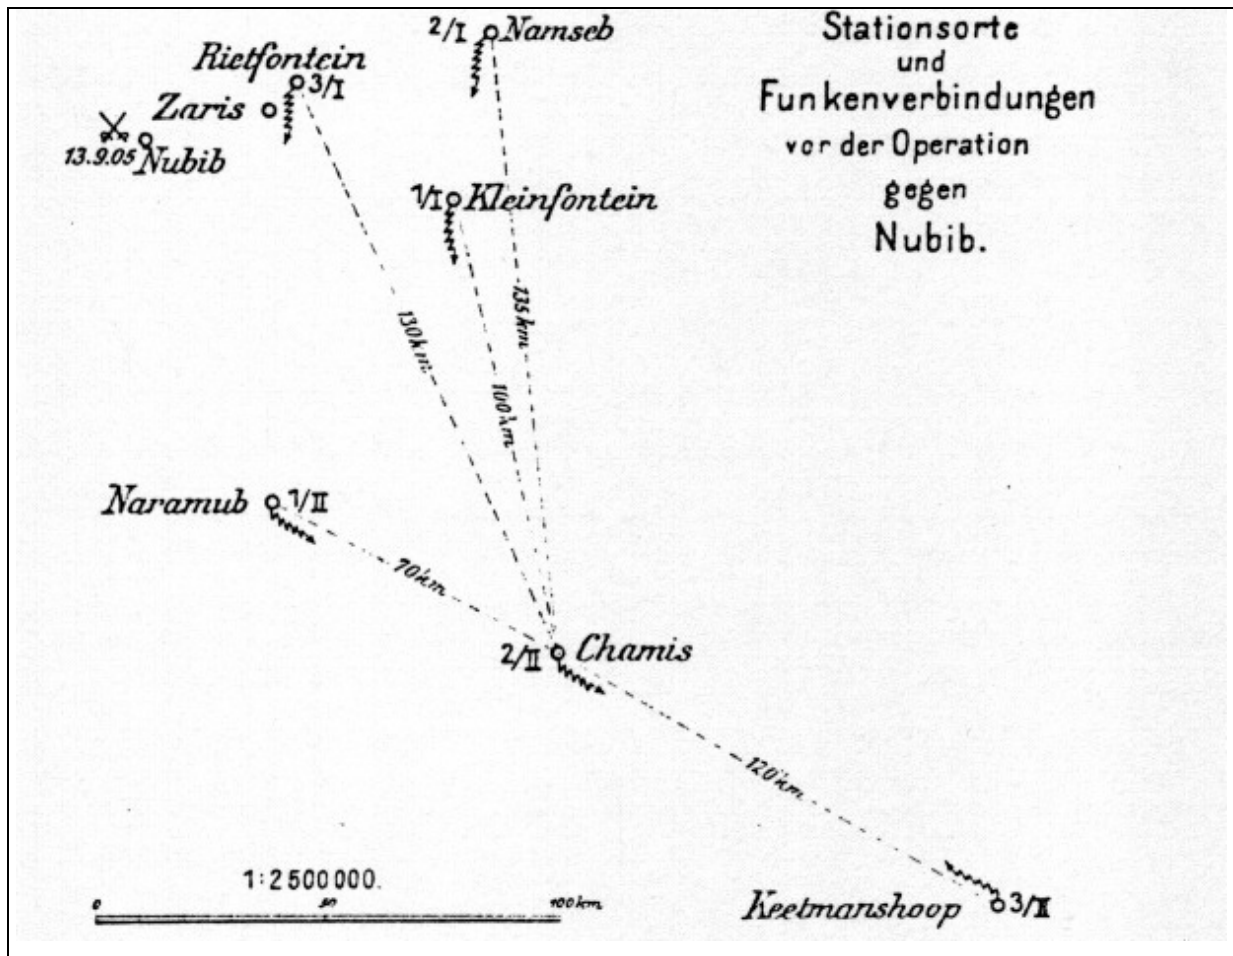 Stationsorte
und
Funkenverbindungen
vor der Operation
gegen
Nubib.
2/I Namseb
Rietfontein
3/I
Zaris
13.9.05 Nubib
1/I Kleinfontein
135 km
130 km
100 km
Naramub 1/II
70 km
2/II Chamis
120 km
1:2500000.
0 50 100 km
Keetmanshoop 3/II